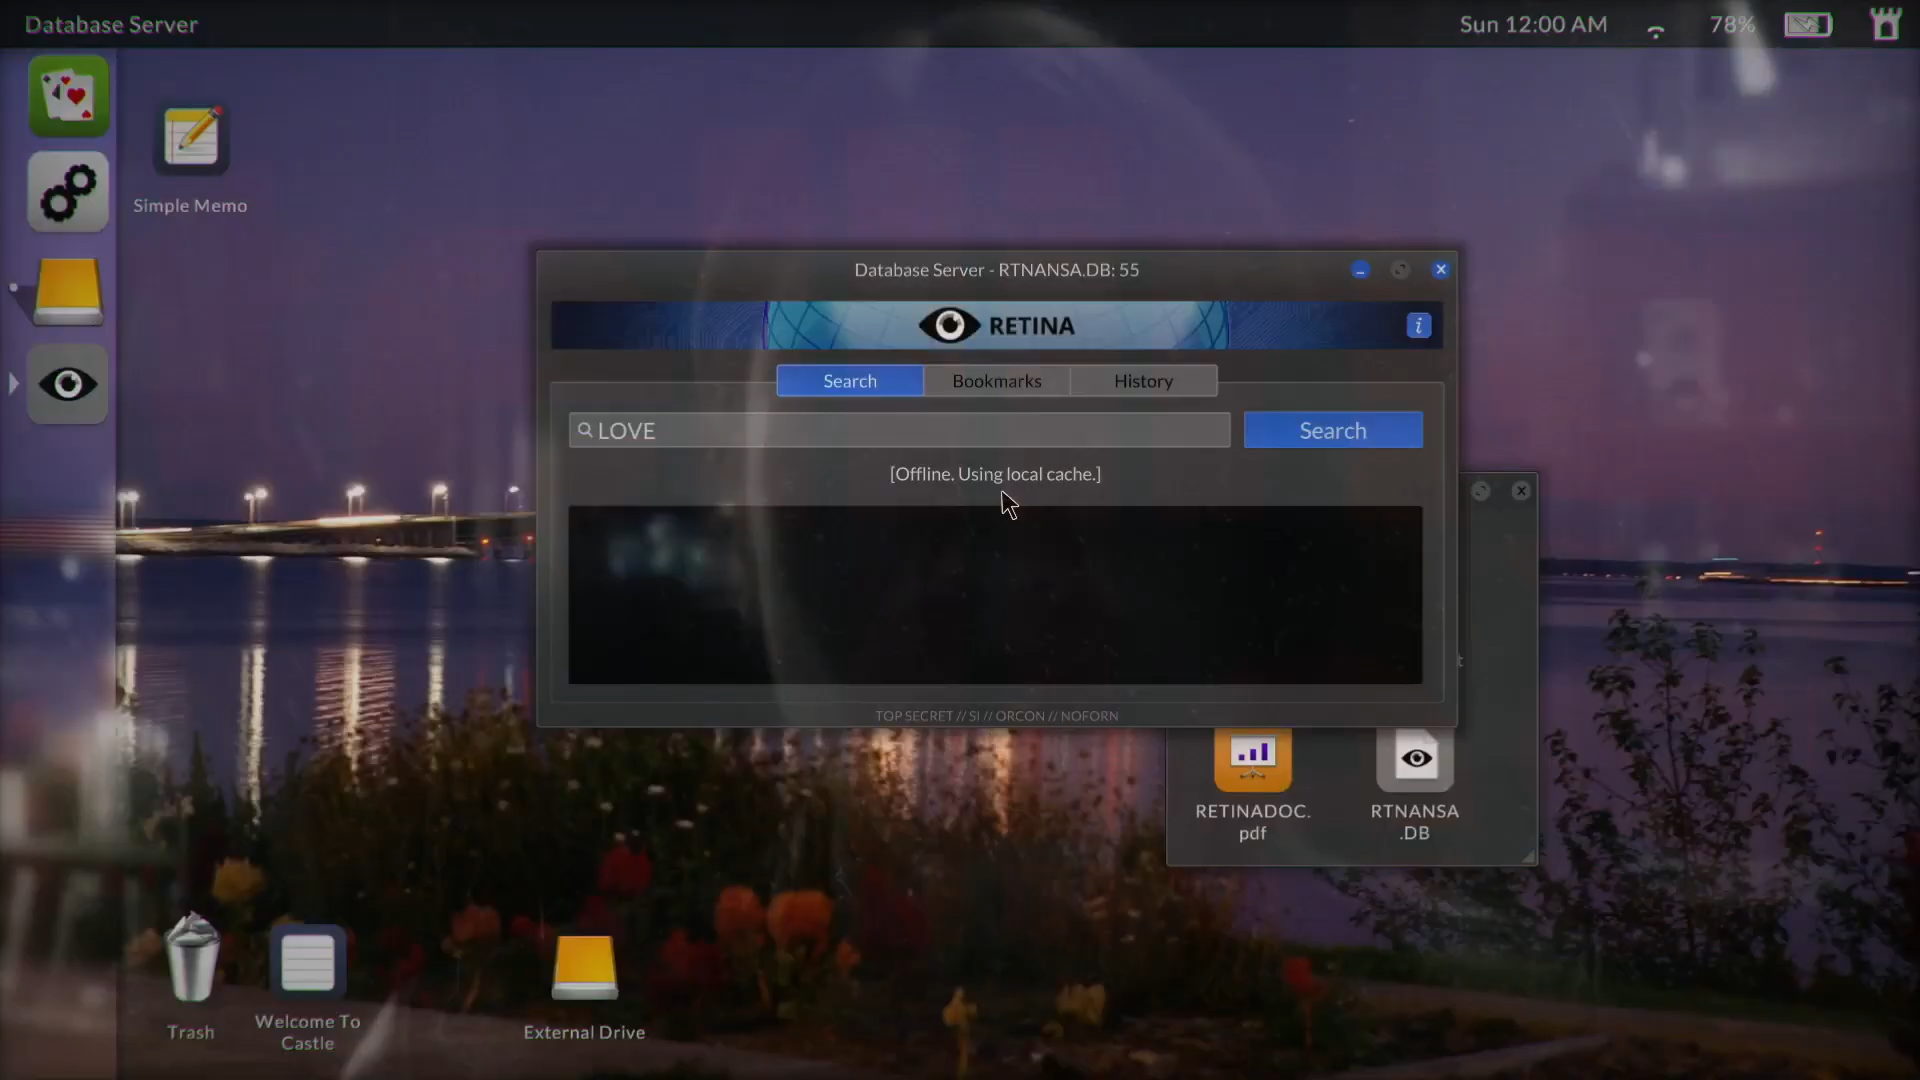 Database Server
Sun 12:00 AM
78%
Simple Memo
Database Server - RTNANSA.DB: 55
RETINA
i
Search
Bookmarks
History
LOVE
Search
[Offline. Using local cache.]
t
TOP SECRET // SI // ORCON // NOFORN
RETINADOC.
pdf
RTNANSA
.DB
Trash
Welcome To
Castle
External Drive